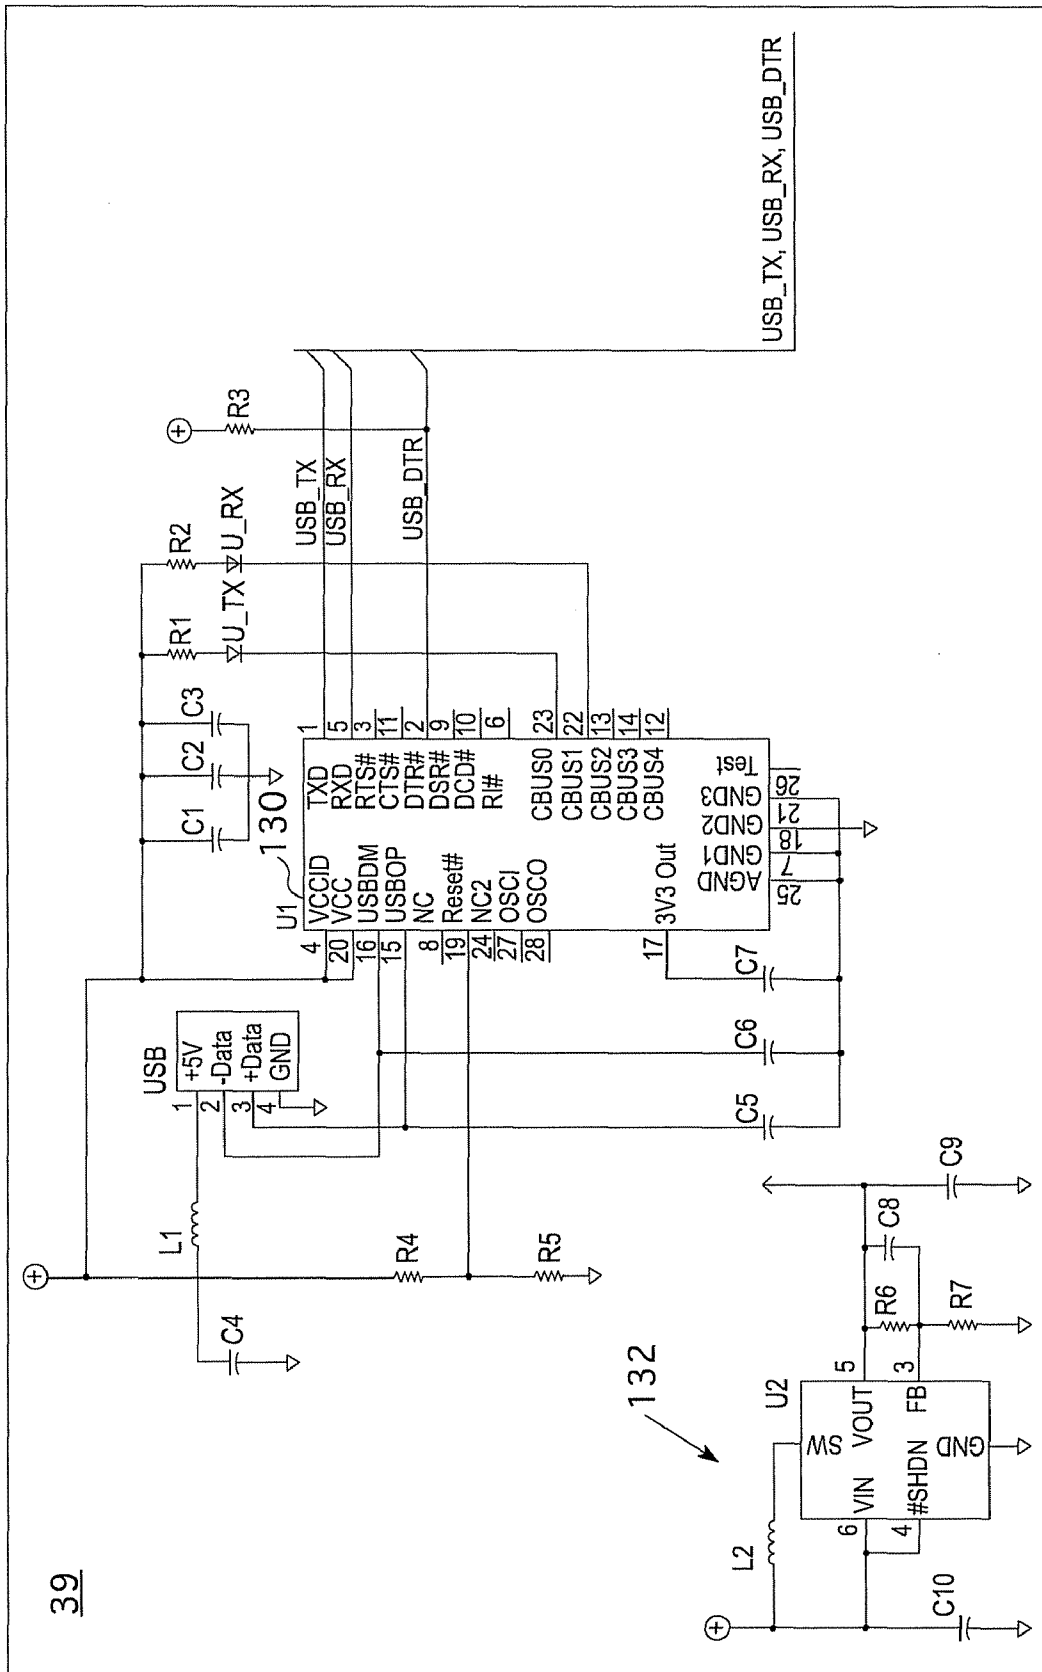 39
USB
1 +5V
2 -Data
3 +Data
4 GND
L1
C4
R4
R5
C1
C2
C3
R1
U_TX
R2
U_RX
R3
U1
130
4 VCCID
20 VCC
16 USBDM
15 USBOP
8 NC
19 Reset#
24 NC2
27 OSCI
28 OSCO
17 3V3 Out
TXD 1
RXD 5
RTS# 3
CTS# 11
DTR# 2
DSR# 9
DCD# 10
RI# 6
CBUS0 23
CBUS1 22
CBUS2 13
CBUS3 14
CBUS4 12
AGND 25
GND1 7
GND2 18
GND3 21
Test 26
USB_TX
USB_RX
USB_DTR
USB_TX, USB_RX, USB_DTR
C5
C6
C7
132
L2
U2
SW
6 VIN
4 #SHDN
VOUT 5
FB 3
GND
C10
R6
C8
R7
C9